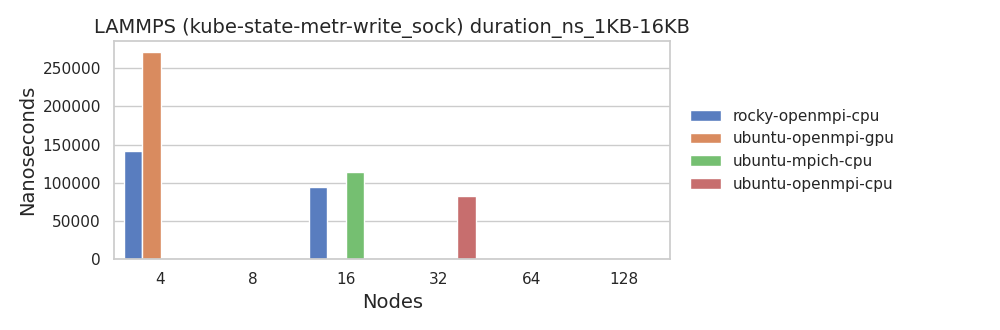 LAMMPS (kube-state-metr-write_sock) duration_ns_1KB-16KB
Nanoseconds
250000
200000
150000
100000
50000
0
4 8 16 32 64 128
Nodes
rocky-openmpi-cpu
ubuntu-openmpi-gpu
ubuntu-mpich-cpu
ubuntu-openmpi-cpu